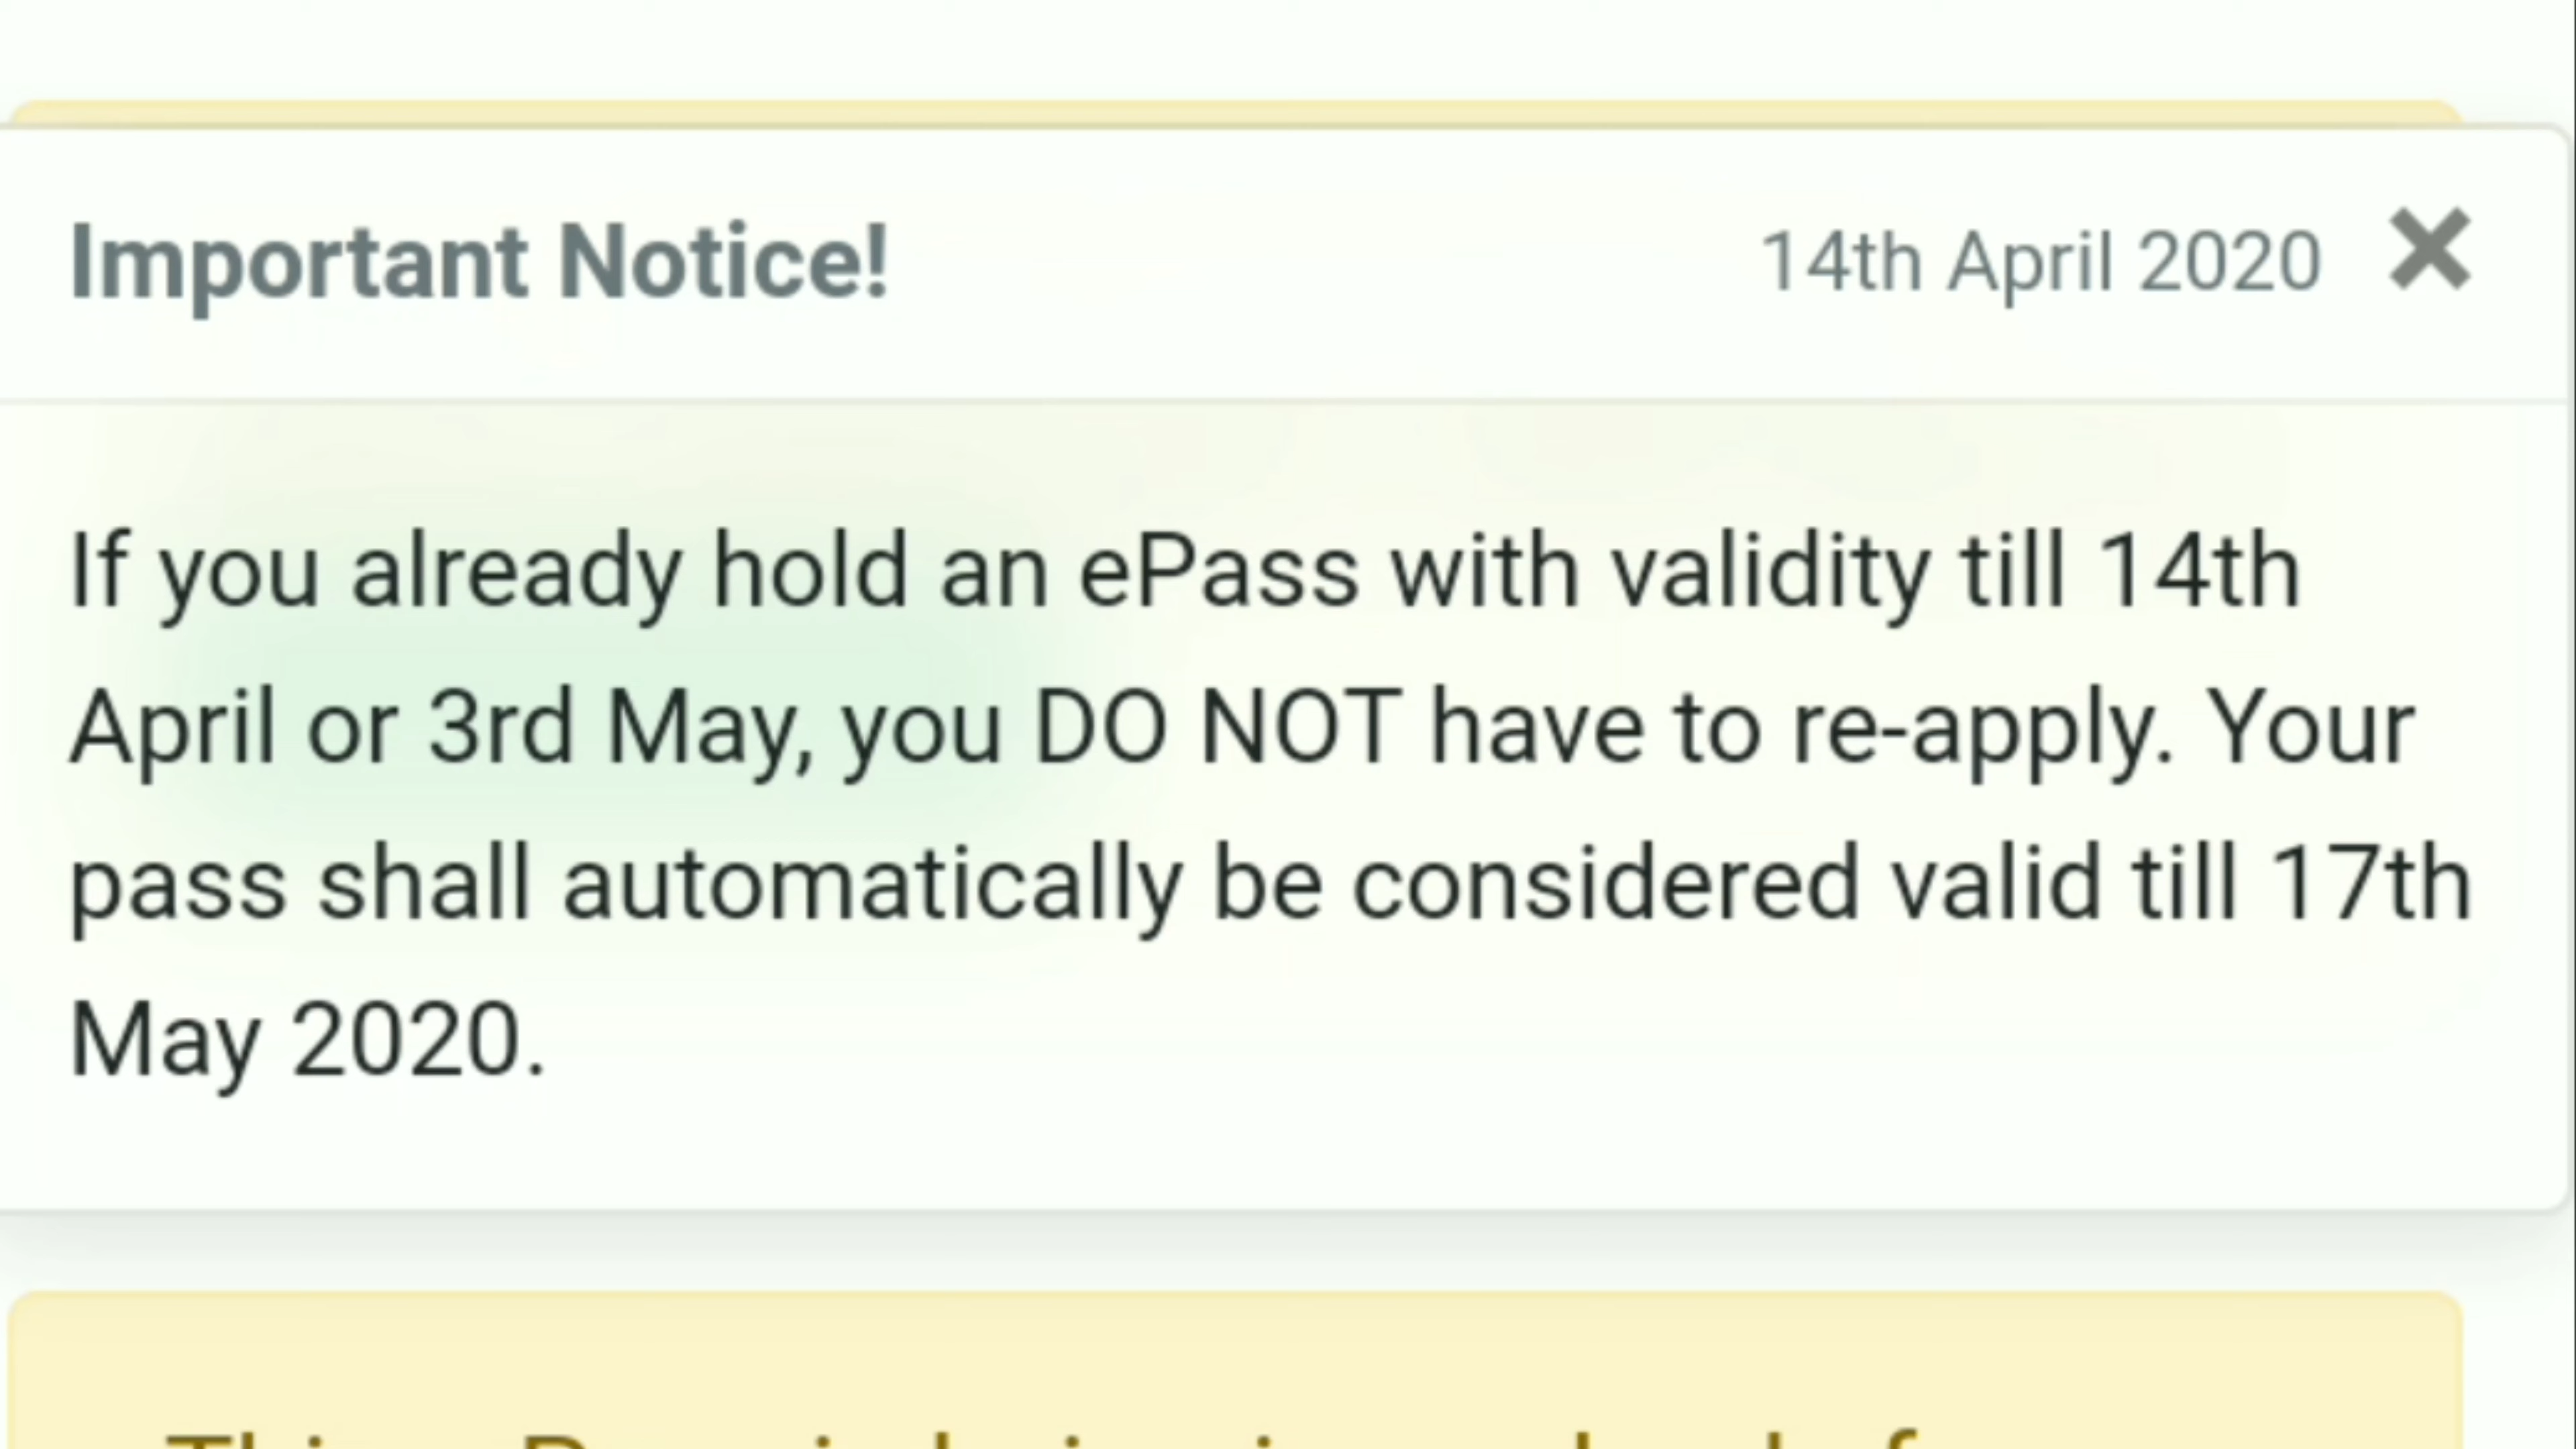 Important Notice!
14th April 2020 ×
If you already hold an ePass with validity till 14th
April or 3rd May, you DO NOT have to re-apply. Your
pass shall automatically be considered valid till 17th
May 2020.